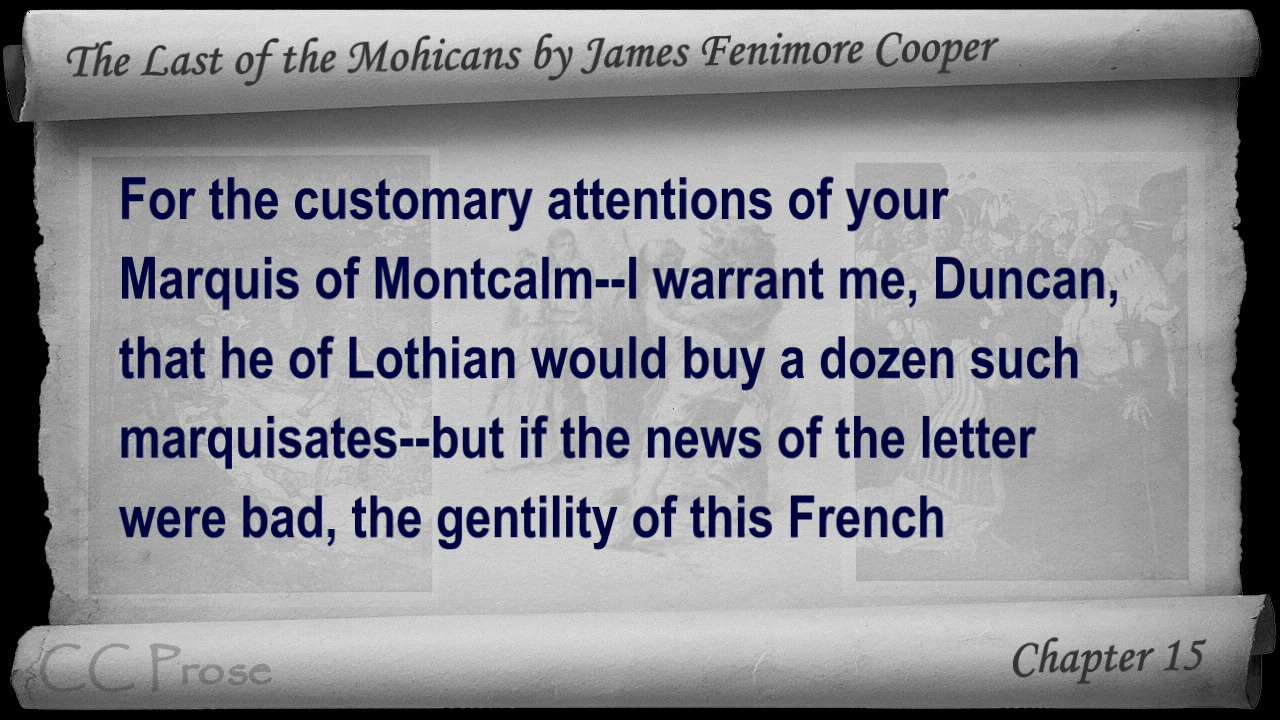 The Last of the Mohicans by James Fenimore Cooper
For the customary attentions of your
Marquis of Montcalm--I warrant me, Duncan,
that he of Lothian would buy a dozen such
marquisates--but if the news of the letter
were bad, the gentility of this French
CC Prose
Chapter 15